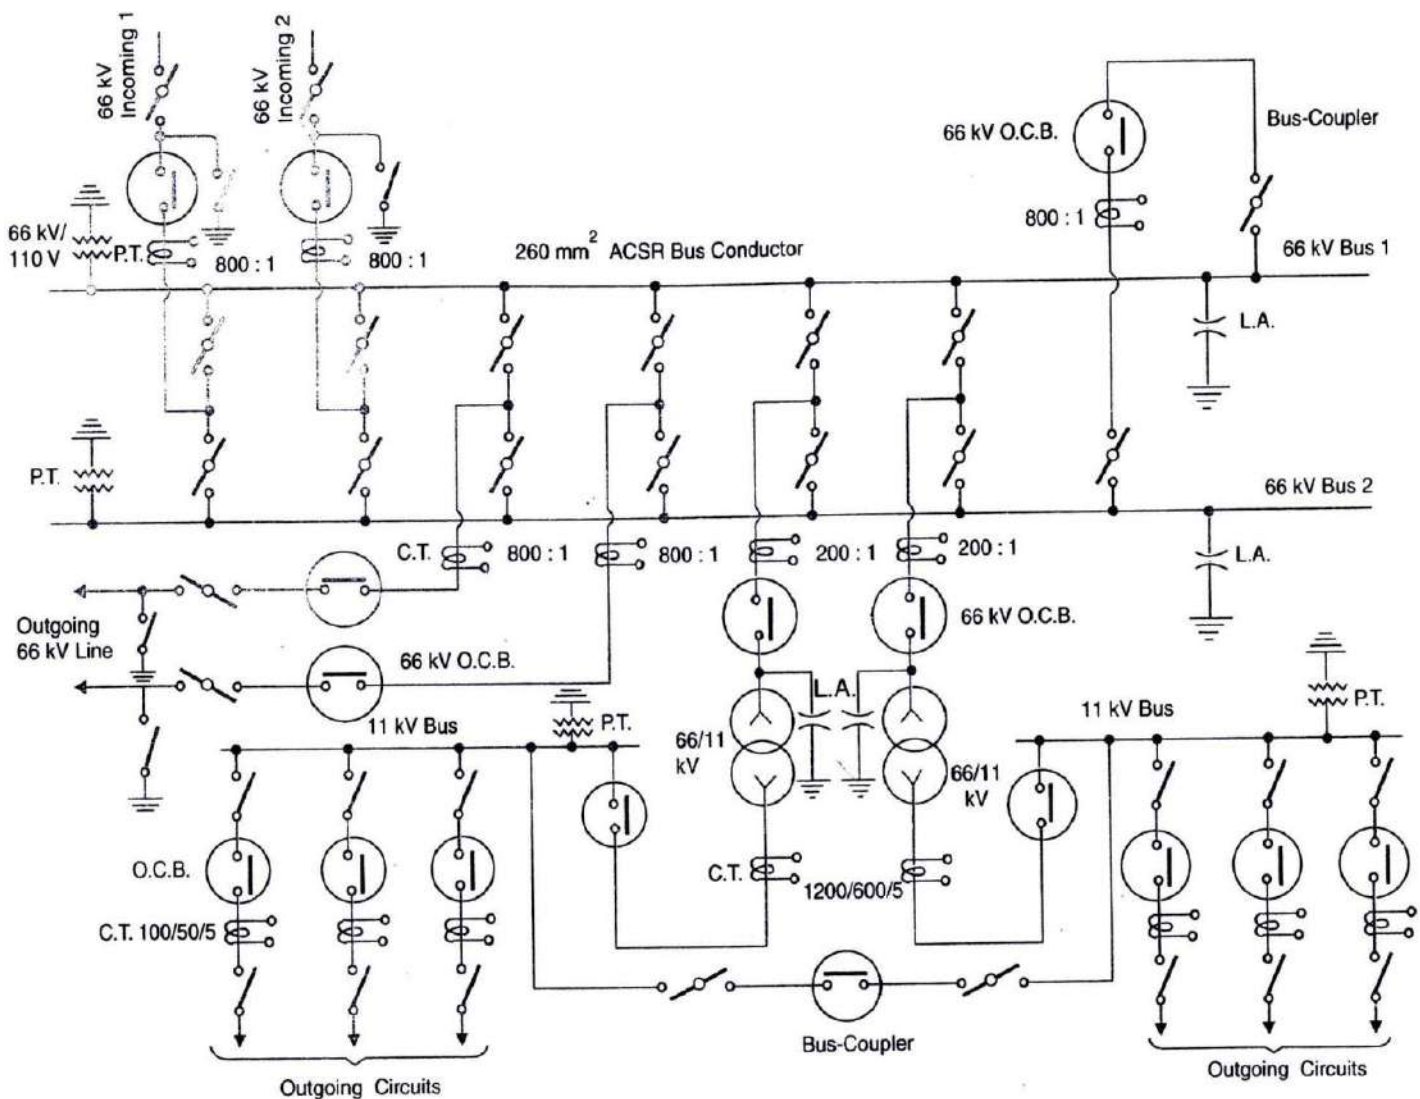 66 kV
Incoming 1
66 kV
Incoming 2
66 kV O.C.B.
Bus-Coupler
66 kV/
110 V
P.T.
800 : 1
800 : 1
260 mm2 ACSR Bus Conductor
800 : 1
66 kV Bus 1
L.A.
P.T.
66 kV Bus 2
C.T.
800 : 1
800 : 1
200 : 1
200 : 1
L.A.
Outgoing
66 kV Line
66 kV O.C.B.
66 kV O.C.B.
11 kV Bus
P.T.
L.A.
11 kV Bus
P.T.
66/11
kV
66/11
kV
O.C.B.
C.T.
1200/600/5
C.T. 100/50/5
Bus-Coupler
Outgoing Circuits
Outgoing Circuits